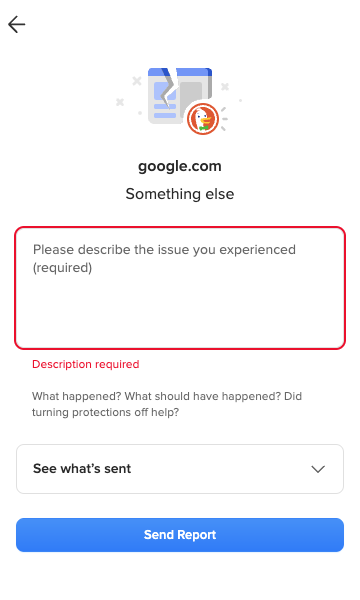 google.com
Something else
Please describe the issue you experienced
(required)
Description required
What happened? What should have happened? Did
turning protections off help?
See what’s sent
Send Report